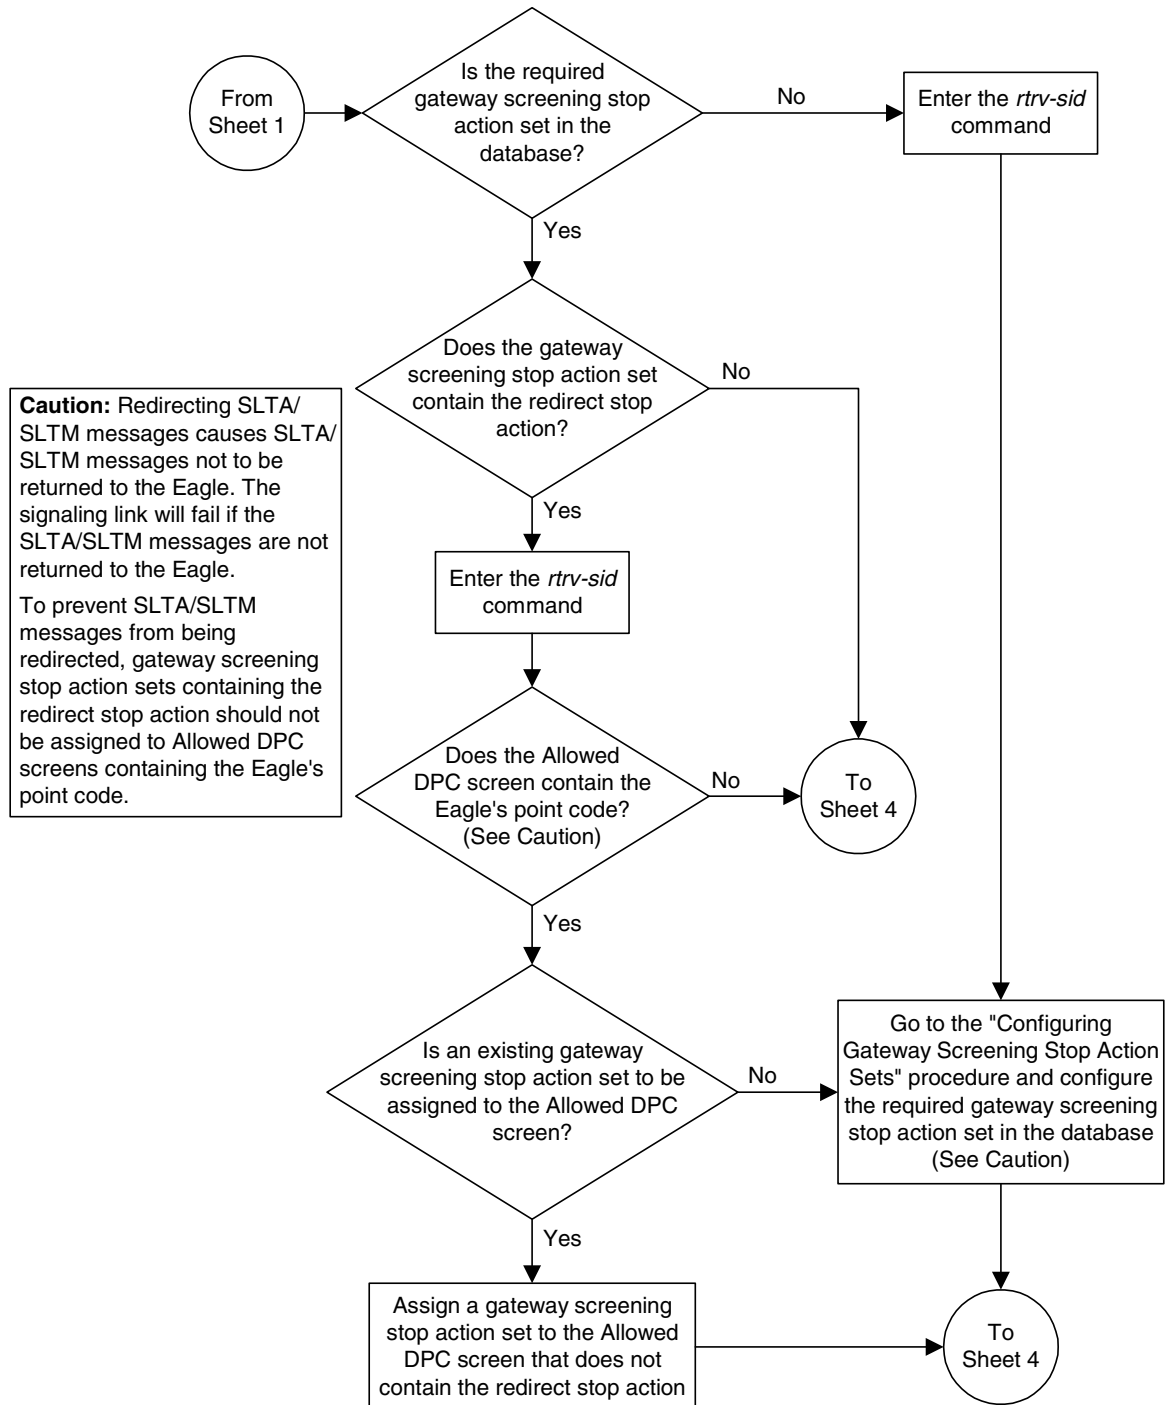 From
Sheet 1
Is the required
gateway screening stop
action set in the
database?
No
Enter the rtrv-sid
command
Yes
Does the gateway
screening stop action set
contain the redirect stop
action?
No
Caution: Redirecting SLTA/
SLTM messages causes SLTA/
SLTM messages not to be
returned to the Eagle. The
signaling link will fail if the
SLTA/SLTM messages are not
returned to the Eagle.
To prevent SLTA/SLTM
messages from being
redirected, gateway screening
stop action sets containing the
redirect stop action should not
be assigned to Allowed DPC
screens containing the Eagle's
point code.
Yes
Enter the rtrv-sid
command
Does the Allowed
DPC screen contain the
Eagle's point code?
(See Caution)
No
To
Sheet 4
Yes
Is an existing gateway
screening stop action set to be
assigned to the Allowed DPC
screen?
No
Go to the "Configuring
Gateway Screening Stop Action
Sets" procedure and configure
the required gateway screening
stop action set in the database
(See Caution)
Yes
Assign a gateway screening
stop action set to the Allowed
DPC screen that does not
contain the redirect stop action
To
Sheet 4